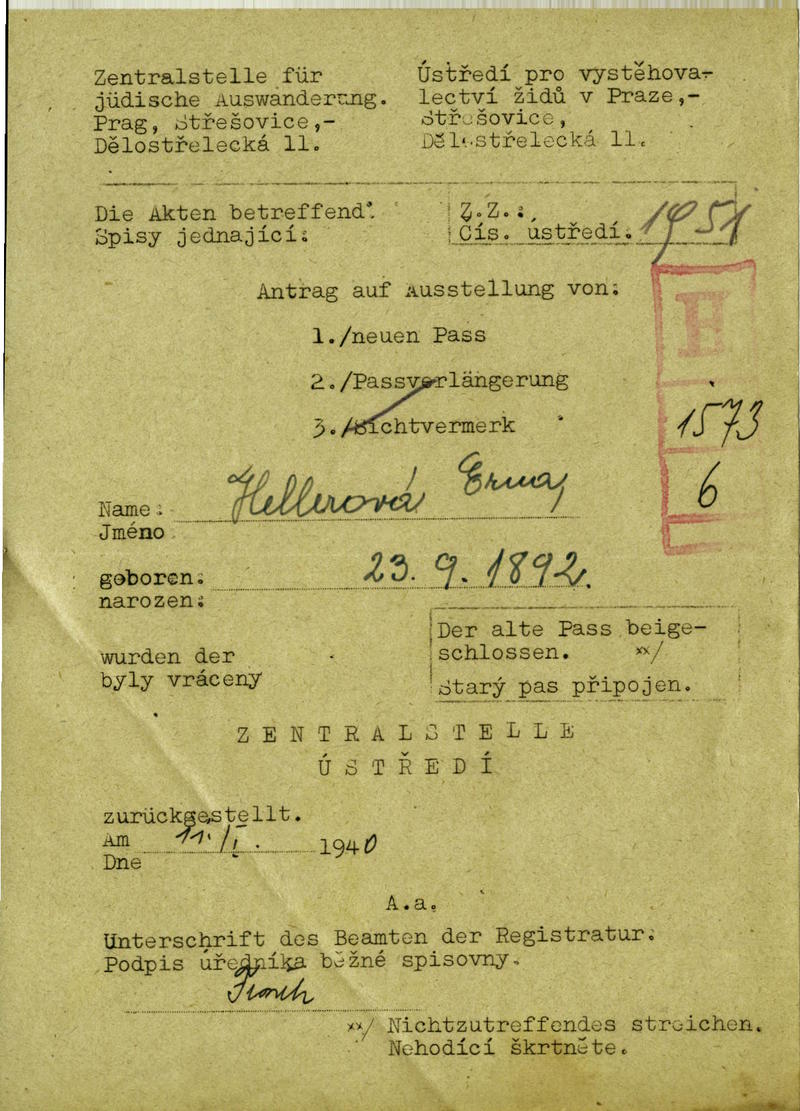 Zentralstelle für
jüdische Auswanderung.
Prag, Střešovice,-
Dělostřelecká 11.
Ústředí pro vystěhova-
lectví židů v Praze,-
Střešovice,
Dělostřelecká 11.
Die Akten betreffend:
Spisy jednající:
Z.Z.:,
Čís. ústředí. 1951
Antrag auf Ausstellung von:
1./neuen Pass
2./Passverlängerung
3./Sichtvermerk
E
1573
6
Name: Hellerová Erna
Jméno
geboren: 23. 9. 1892.
narozen:
wurden der
byly vráceny
Der alte Pass beige-
schlossen. xx/
Starý pas připojen.
ZENTRALSTELLE
ÚSTŘEDÍ
zurückgestellt.
Am 11./I. 1940
Dne
A.a.
Unterschrift des Beamten der Registratur.
Podpis úředníka běžné spisovny.
xx/ Nichtzutreffendes streichen.
Nehodící škrtněte.